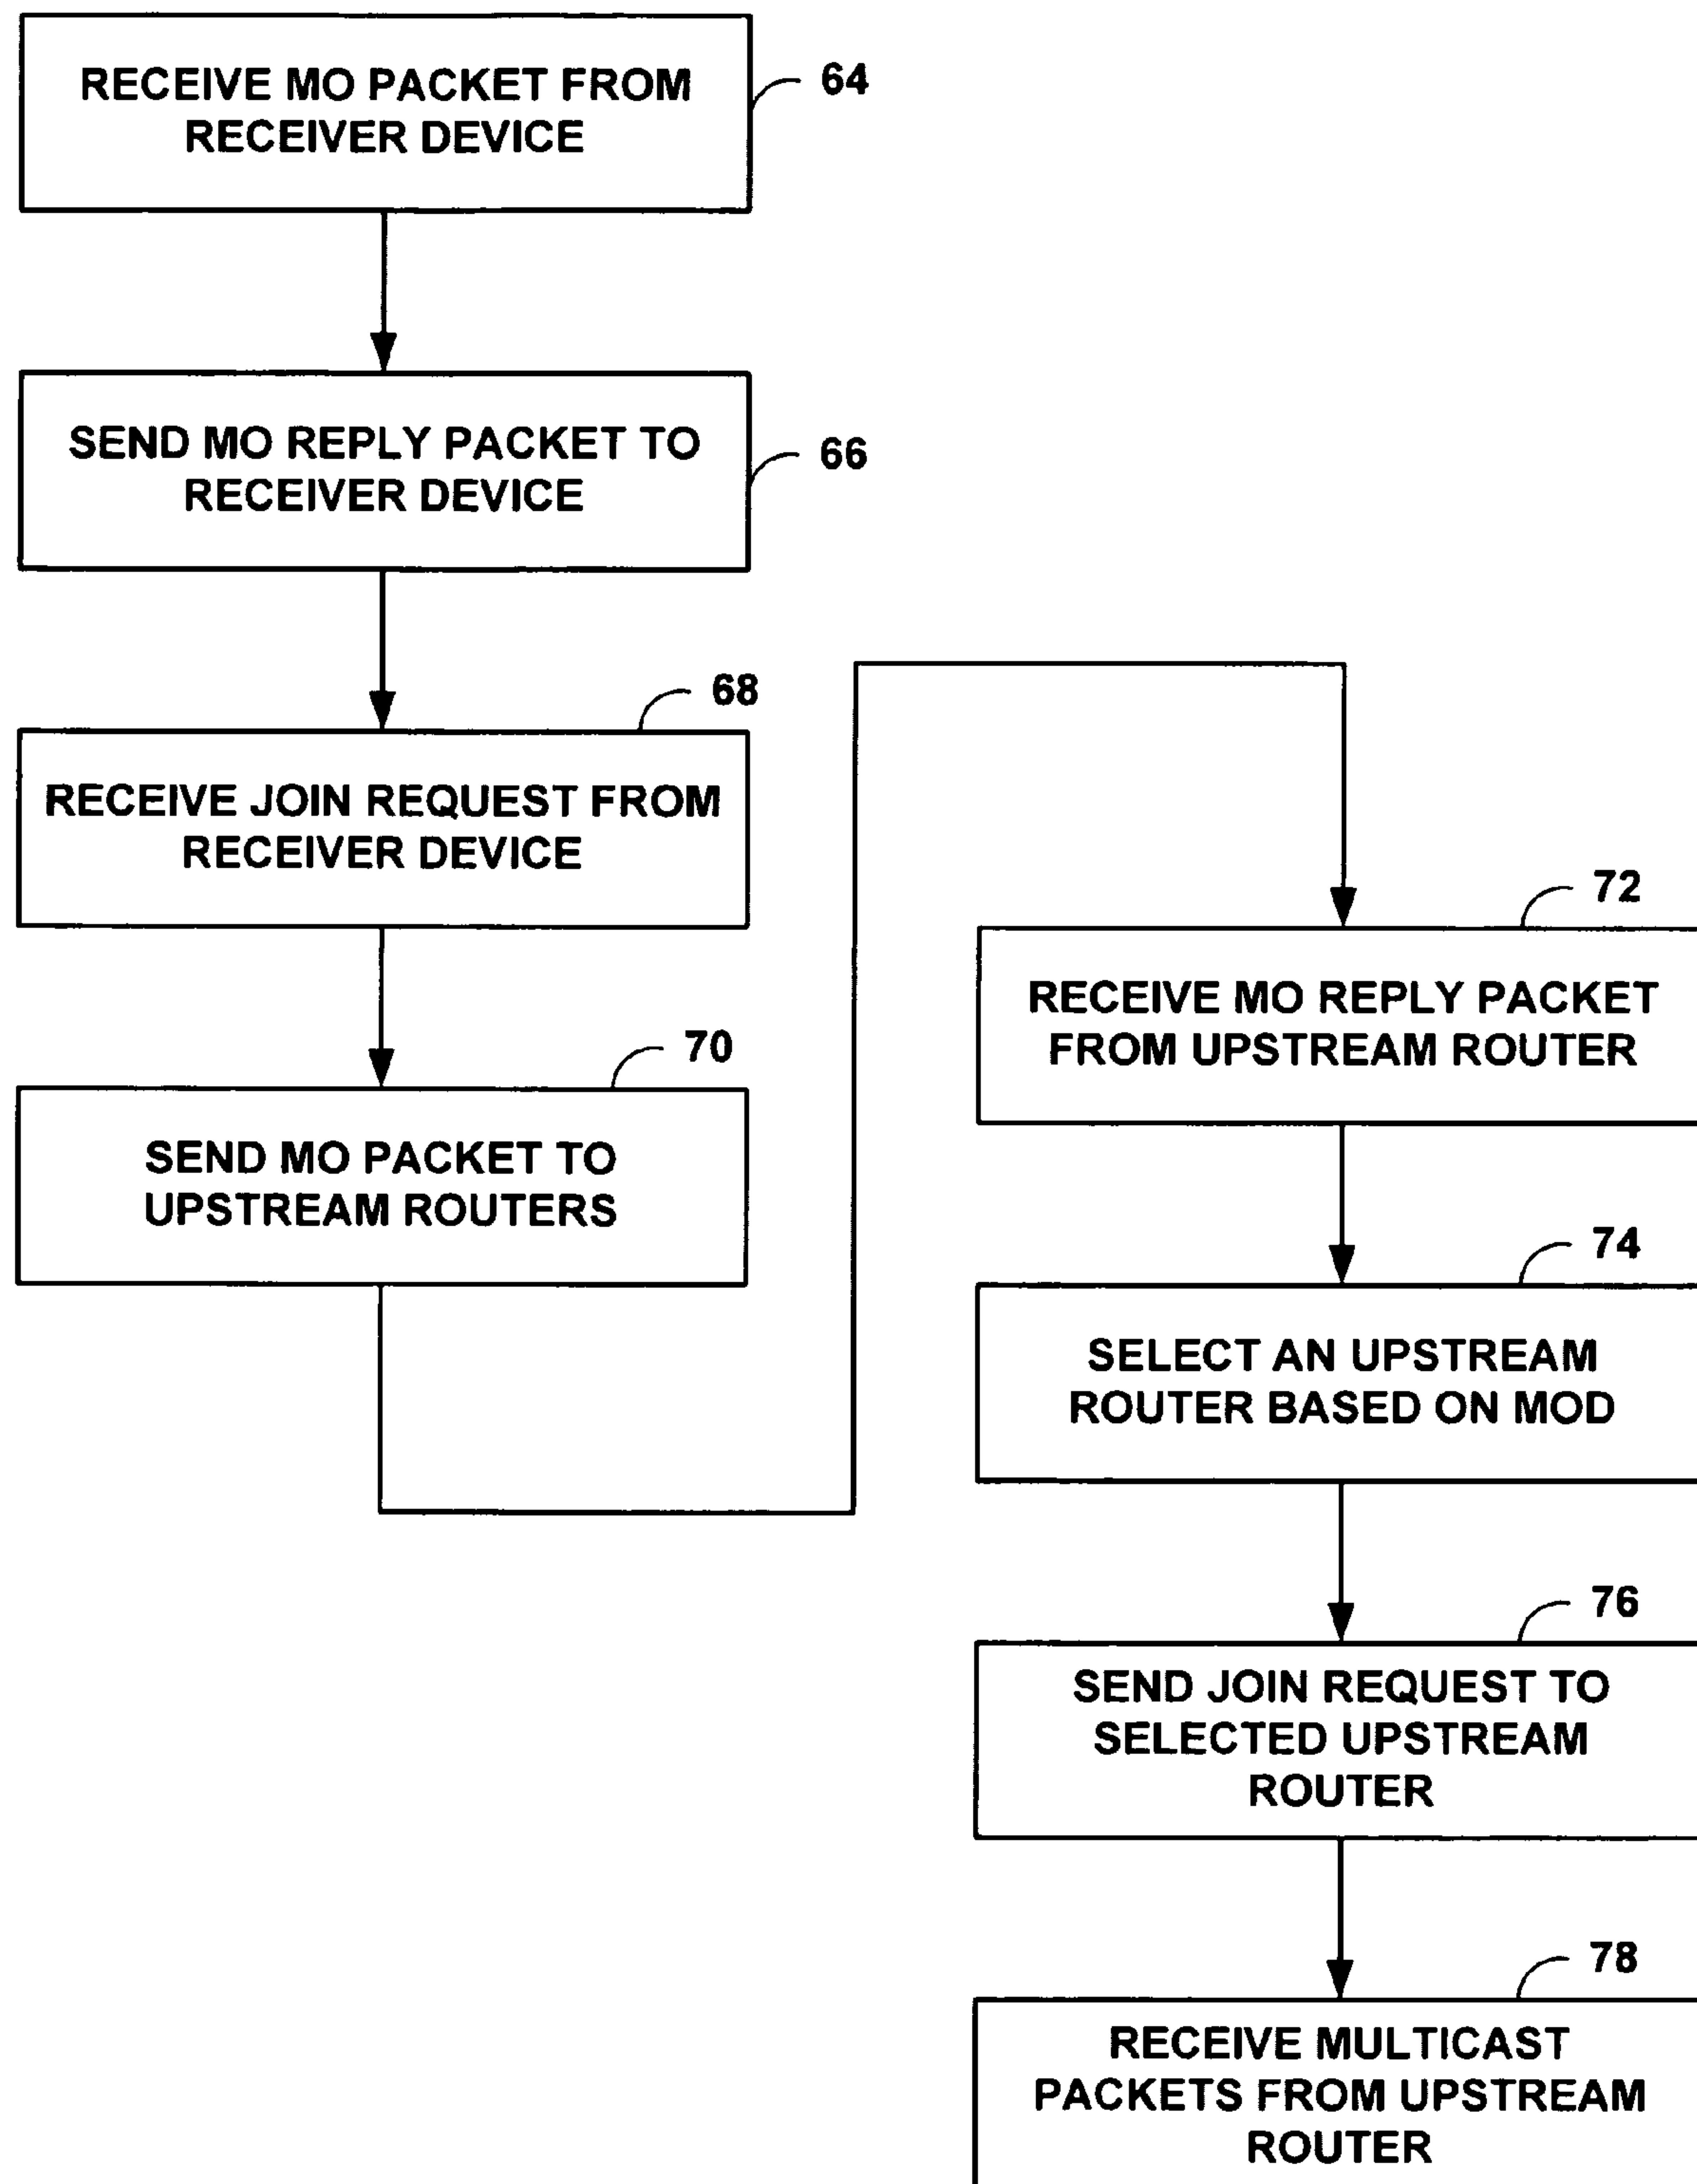 RECEIVE MO PACKET FROM
RECEIVER DEVICE
64
SEND MO REPLY PACKET TO
RECEIVER DEVICE
66
68
RECEIVE JOIN REQUEST FROM
RECEIVER DEVICE
70
SEND MO PACKET TO
UPSTREAM ROUTERS
72
RECEIVE MO REPLY PACKET
FROM UPSTREAM ROUTER
74
SELECT AN UPSTREAM
ROUTER BASED ON MOD
76
SEND JOIN REQUEST TO
SELECTED UPSTREAM
ROUTER
78
RECEIVE MULTICAST
PACKETS FROM UPSTREAM
ROUTER